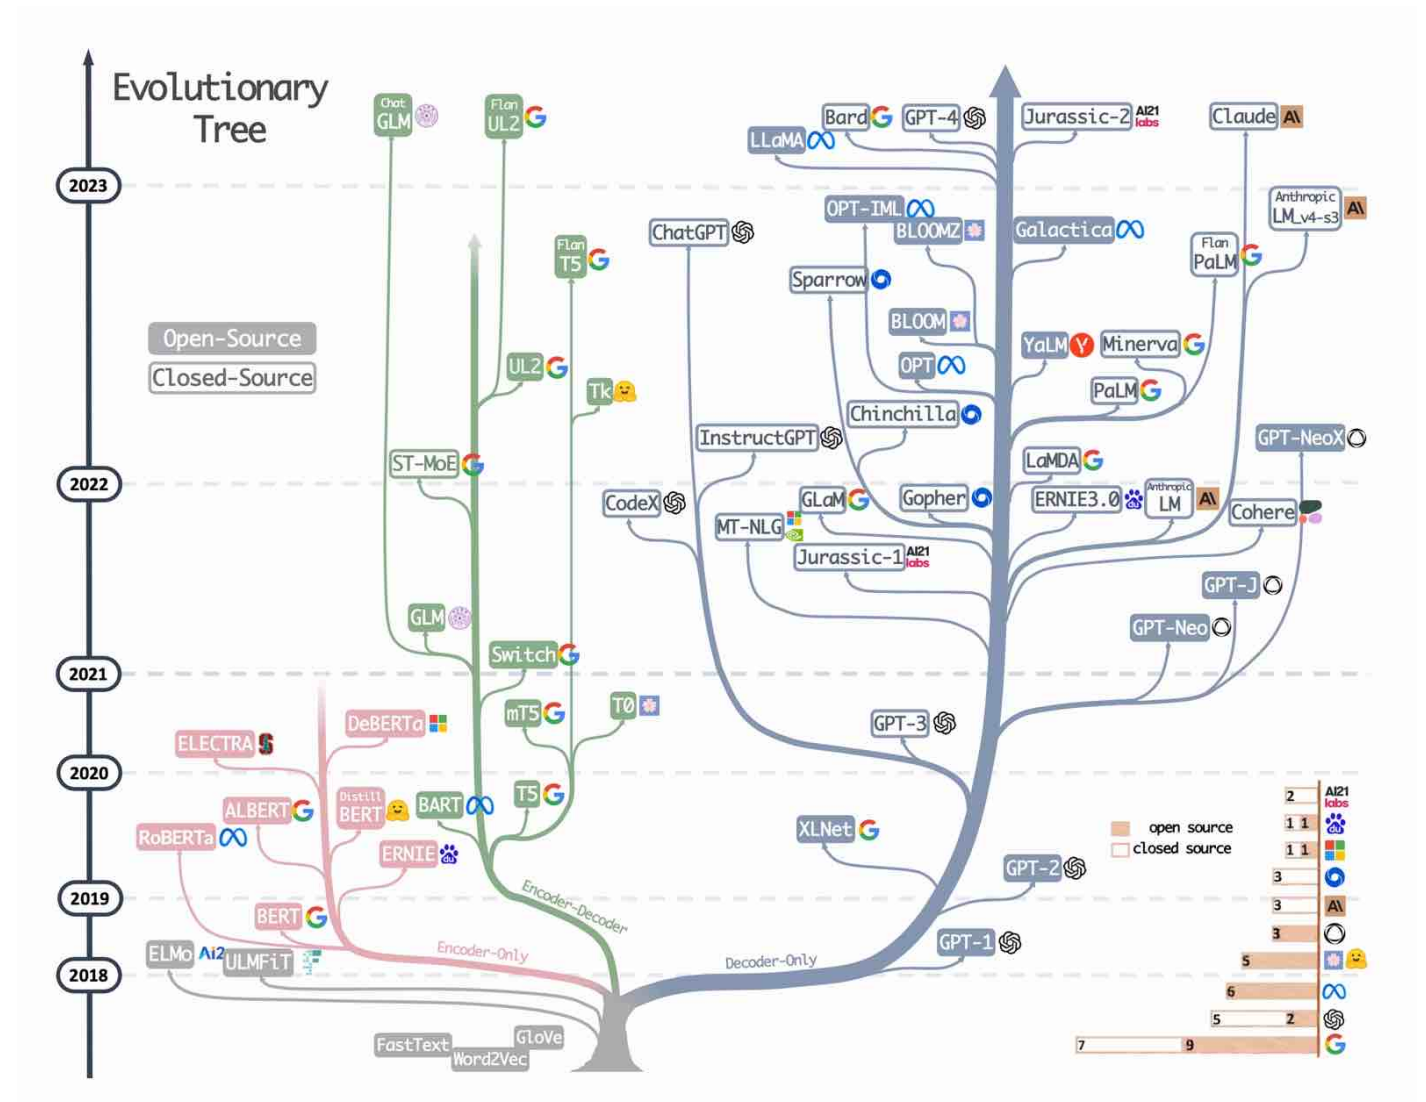 Evolutionary
Tree
Open-Source
Closed-Source
2023
2022
2021
2020
2019
2018
Chat
GLM
Flan
UL2
Bard
GPT-4
Jurassic-2
AI21
labs
Claude
A\
LLaMA
Anthropic
LM_v4-s3
A\
OPT-IML
BLOOMZ
Galactica
ChatGPT
Flan
T5
Flan
PaLM
Sparrow
BLOOM
YaLM
Minerva
UL2
OPT
Tk
PaLM
Chinchilla
InstructGPT
GPT-NeoX
ST-MoE
LaMDA
CodeX
GLaM
Gopher
ERNIE3.0
du
Anthropic
LM
A\
Cohere
MT-NLG
Jurassic-1
AI21
labs
GPT-J
GLM
GPT-Neo
Switch
mT5
T0
DeBERTa
ELECTRA
GPT-3
T5
BART
Distill
BERT
ALBERT
RoBERTa
XLNet
ERNIE
du
GPT-2
Encoder-Decoder
BERT
Encoder-Only
GPT-1
ELMo
Ai2
ULMFiT
Decoder-Only
GloVe
FastText
Word2Vec
open source
closed source
2 AI21
labs
1 1 du
1 1
3
3 A\
3
5
6
5 2
7 9